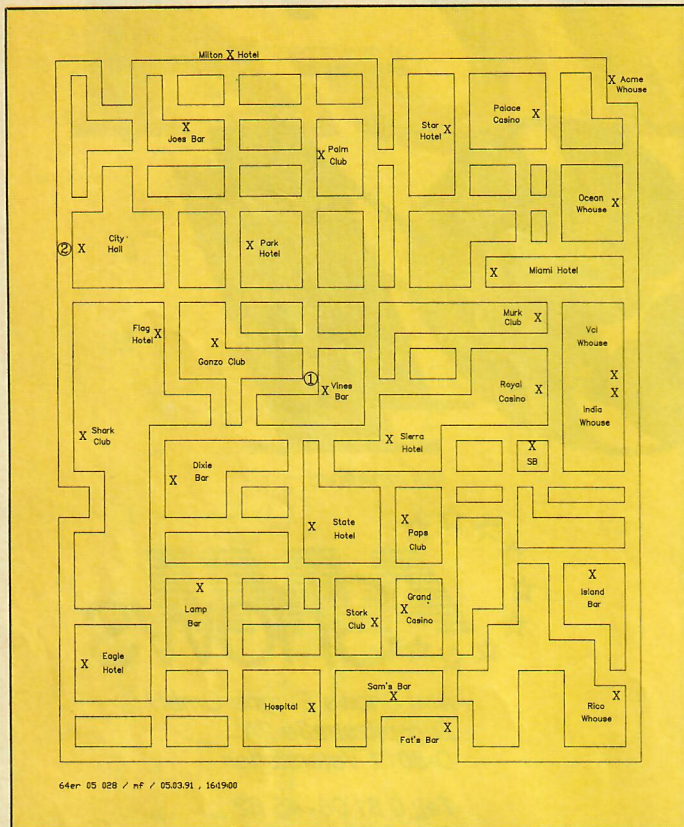 Milton X Hotel
X Acme
Whouse
Palace
Casino X
Star
Hotel X
X
Joes Bar
X Palm
Club
Ocean
Whouse X
② X City
Hall
X Park
Hotel
X Miami Hotel
Flag
Hotel X
X
Gonzo Club
Murk
Club X
Vci
Whouse
X
① X Vines
Bar
Royal
Casino X
X
India
Whouse
X Shark
Club
X Sierra
Hotel
X
SB
Dixie
X Bar
X State
Hotel
X
Paps
Club
X
Lamp
Bar
Stork
Club X
Grand
X Casino
X
Island
Bar
X Eagle
Hotel
Hospital X
Sam's Bar
X
X
Fat's Bar
X
Rico
Whouse
64er 05 028 / mf / 05.03.91 , 16:19:00